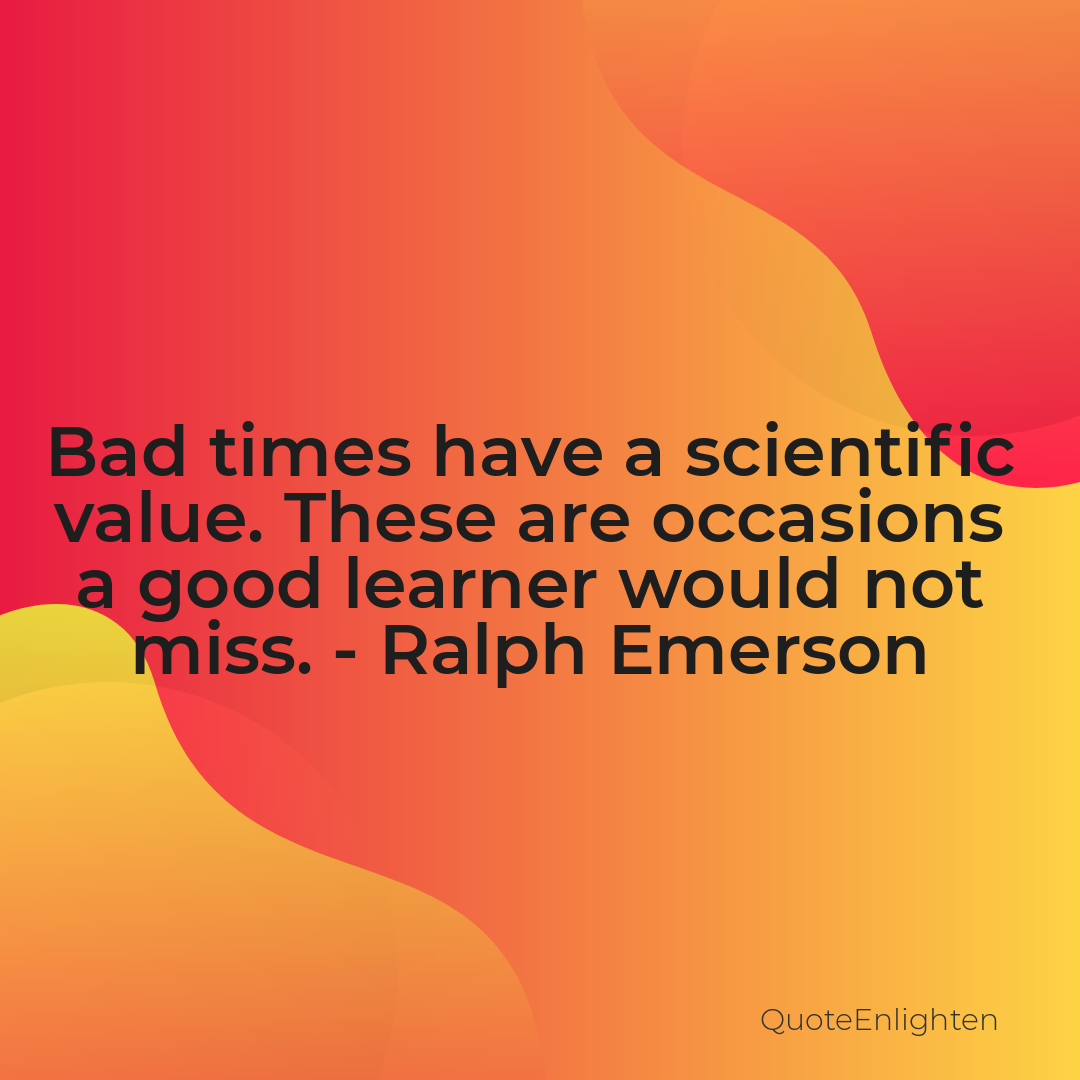 Bad times have a scientific
value. These are occasions
a good learner would not
miss. - Ralph Emerson
QuoteEnlighten